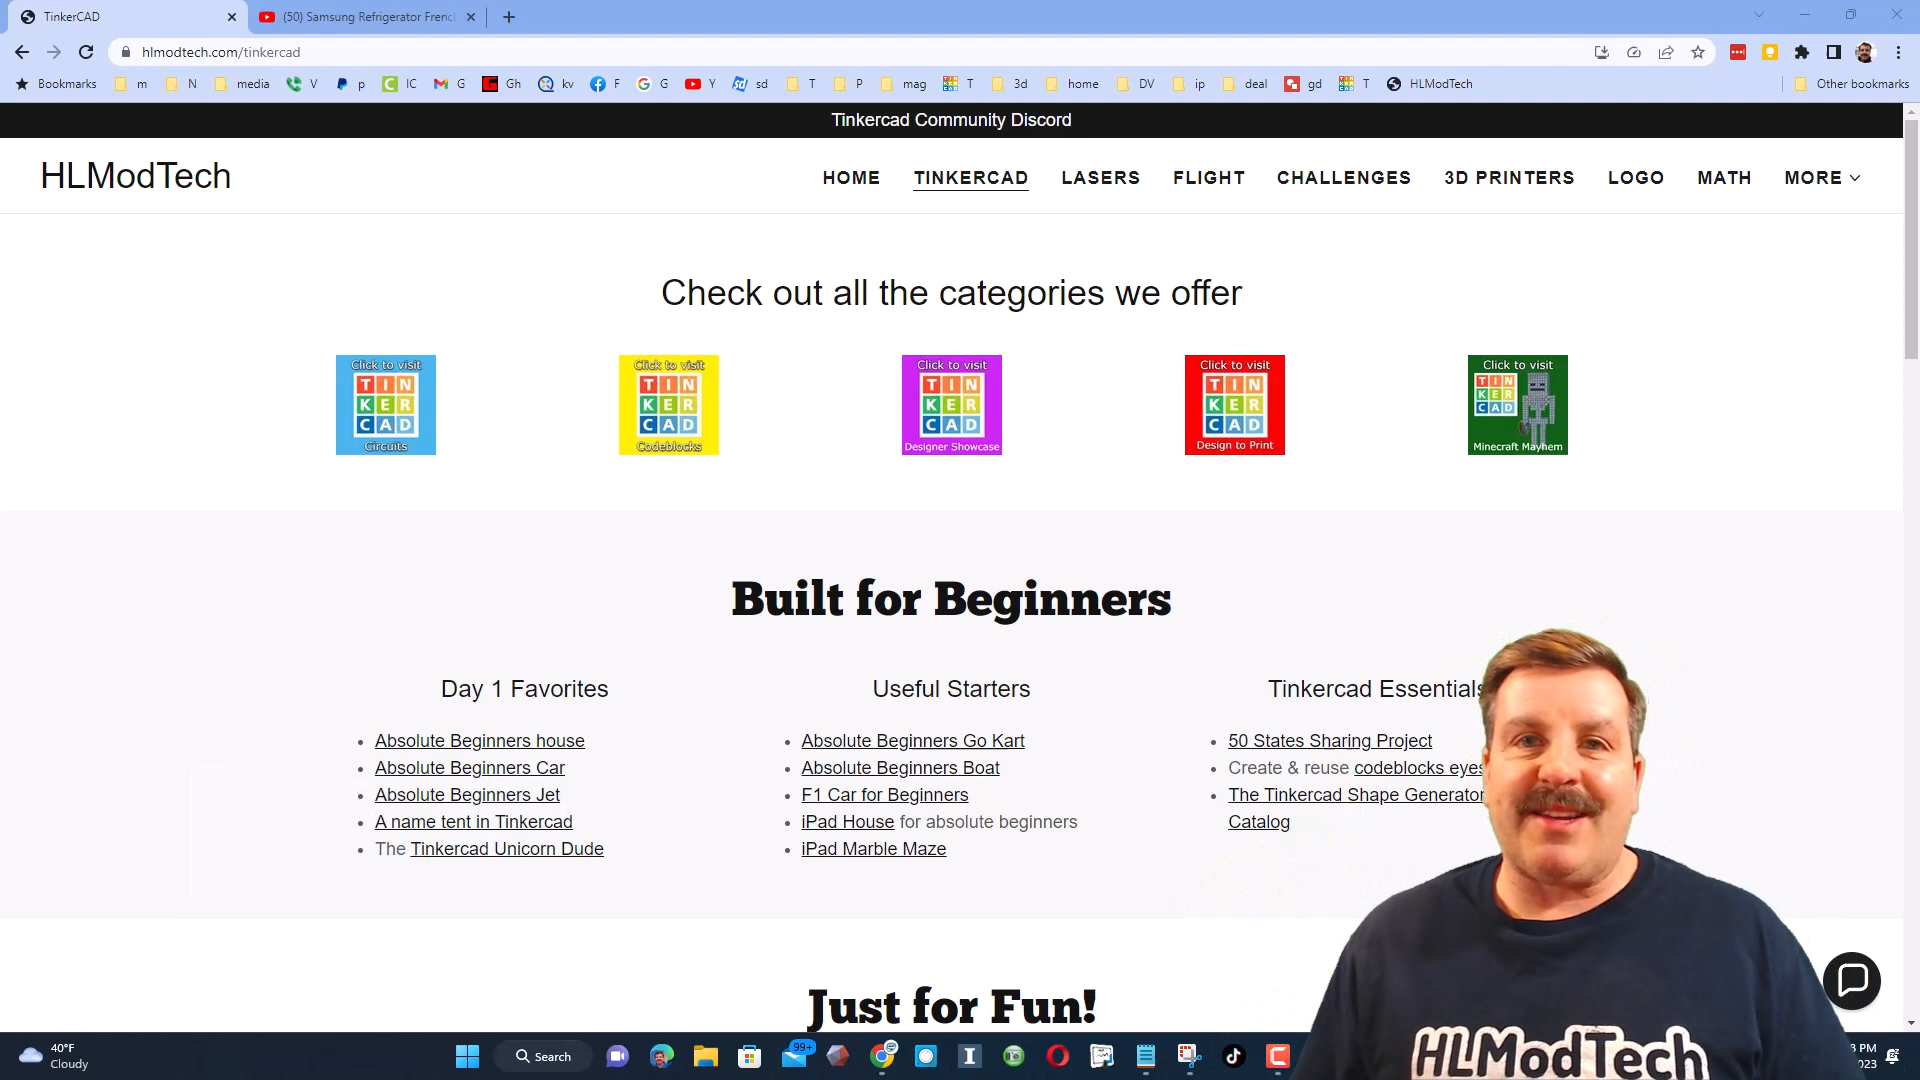 TinkerCAD
(50) Samsung Refrigerator French
hlmodtech.com/tinkercad
Bookmarks m N media V p IC G Gh kv F G Y sd T P mag T 3d home DV ip deal gd T HLModTech Other bookmarks
Tinkercad Community Discord
HLModTech
HOME TINKERCAD LASERS FLIGHT CHALLENGES 3D PRINTERS LOGO MATH MORE
Check out all the categories we offer
Click to visit
TIN
KER
CAD
Circuits
Click to visit
TIN
KER
CAD
Codeblocks
Click to visit
TIN
KER
CAD
Designer Showcase
Click to visit
TIN
KER
CAD
Design to Print
Click to visit
TIN
KER
CAD
Minecraft Mayhem
Built for Beginners
Day 1 Favorites
Absolute Beginners house
Absolute Beginners Car
Absolute Beginners Jet
A name tent in Tinkercad
The Tinkercad Unicorn Dude
Useful Starters
Absolute Beginners Go Kart
Absolute Beginners Boat
F1 Car for Beginners
iPad House for absolute beginners
iPad Marble Maze
Tinkercad Essentials
50 States Sharing Project
Create & reuse codeblocks eyes
The Tinkercad Shape Generator
Catalog
Just for Fun!
HLModTech
40°F
Cloudy
Search
99+
PM
023